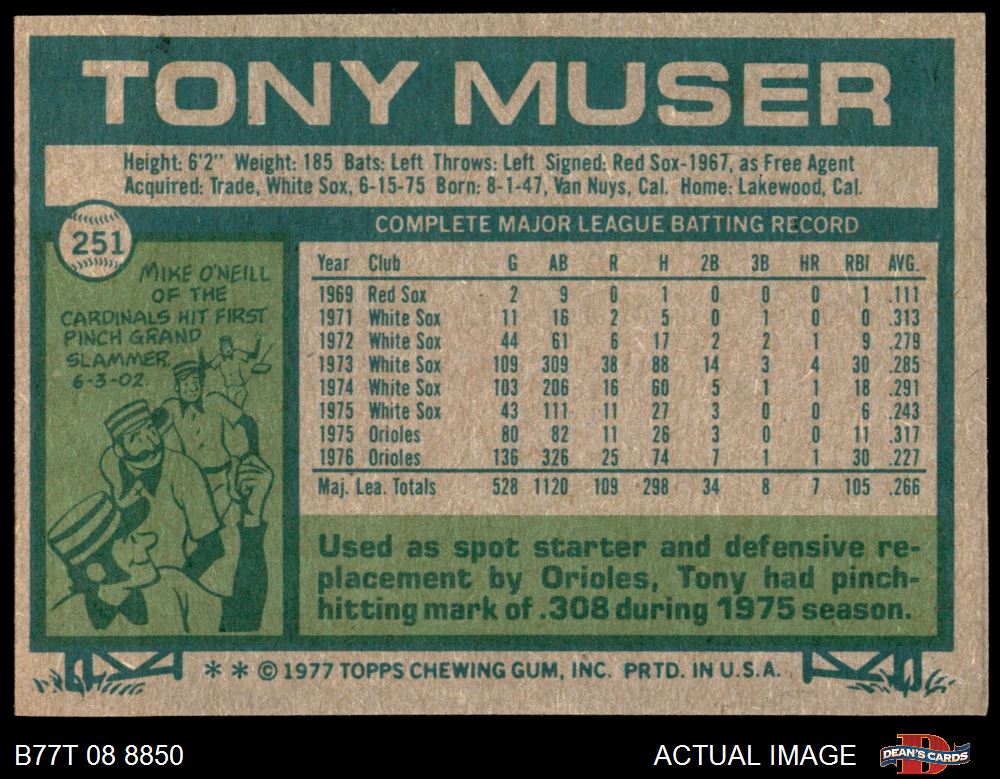 TONY MUSER
Height: 6'2" Weight: 185 Bats: Left Throws: Left Signed: Red Sox-1967, as Free Agent
Acquired: Trade, White Sox, 6-15-75 Born: 8-1-47, Van Nuys, Cal. Home: Lakewood, Cal.
251
MIKE O'NEILL
OF THE
CARDINALS HIT FIRST
PINCH GRAND
SLAMMER,
6-3-02.
COMPLETE MAJOR LEAGUE BATTING RECORD
Year Club G AB R H 2B 3B HR RBI AVG.
1969 Red Sox 2 9 0 1 0 0 0 1 .111
1971 White Sox 11 16 2 5 0 1 0 0 .313
1972 White Sox 44 61 6 17 2 2 1 9 .279
1973 White Sox 109 309 38 88 14 3 4 30 .285
1974 White Sox 103 206 16 60 5 1 1 18 .291
1975 White Sox 43 111 11 27 3 0 0 6 .243
1975 Orioles 80 82 11 26 3 0 0 11 .317
1976 Orioles 136 326 25 74 7 1 1 30 .227
Maj. Lea. Totals 528 1120 109 298 34 8 7 105 .266
Used as spot starter and defensive re-
placement by Orioles, Tony had pinch-
hitting mark of .308 during 1975 season.
* * © 1977 TOPPS CHEWING GUM, INC. PRTD. IN U.S.A.
B77T 08 8850
ACTUAL IMAGE
D
DEAN'S CARDS